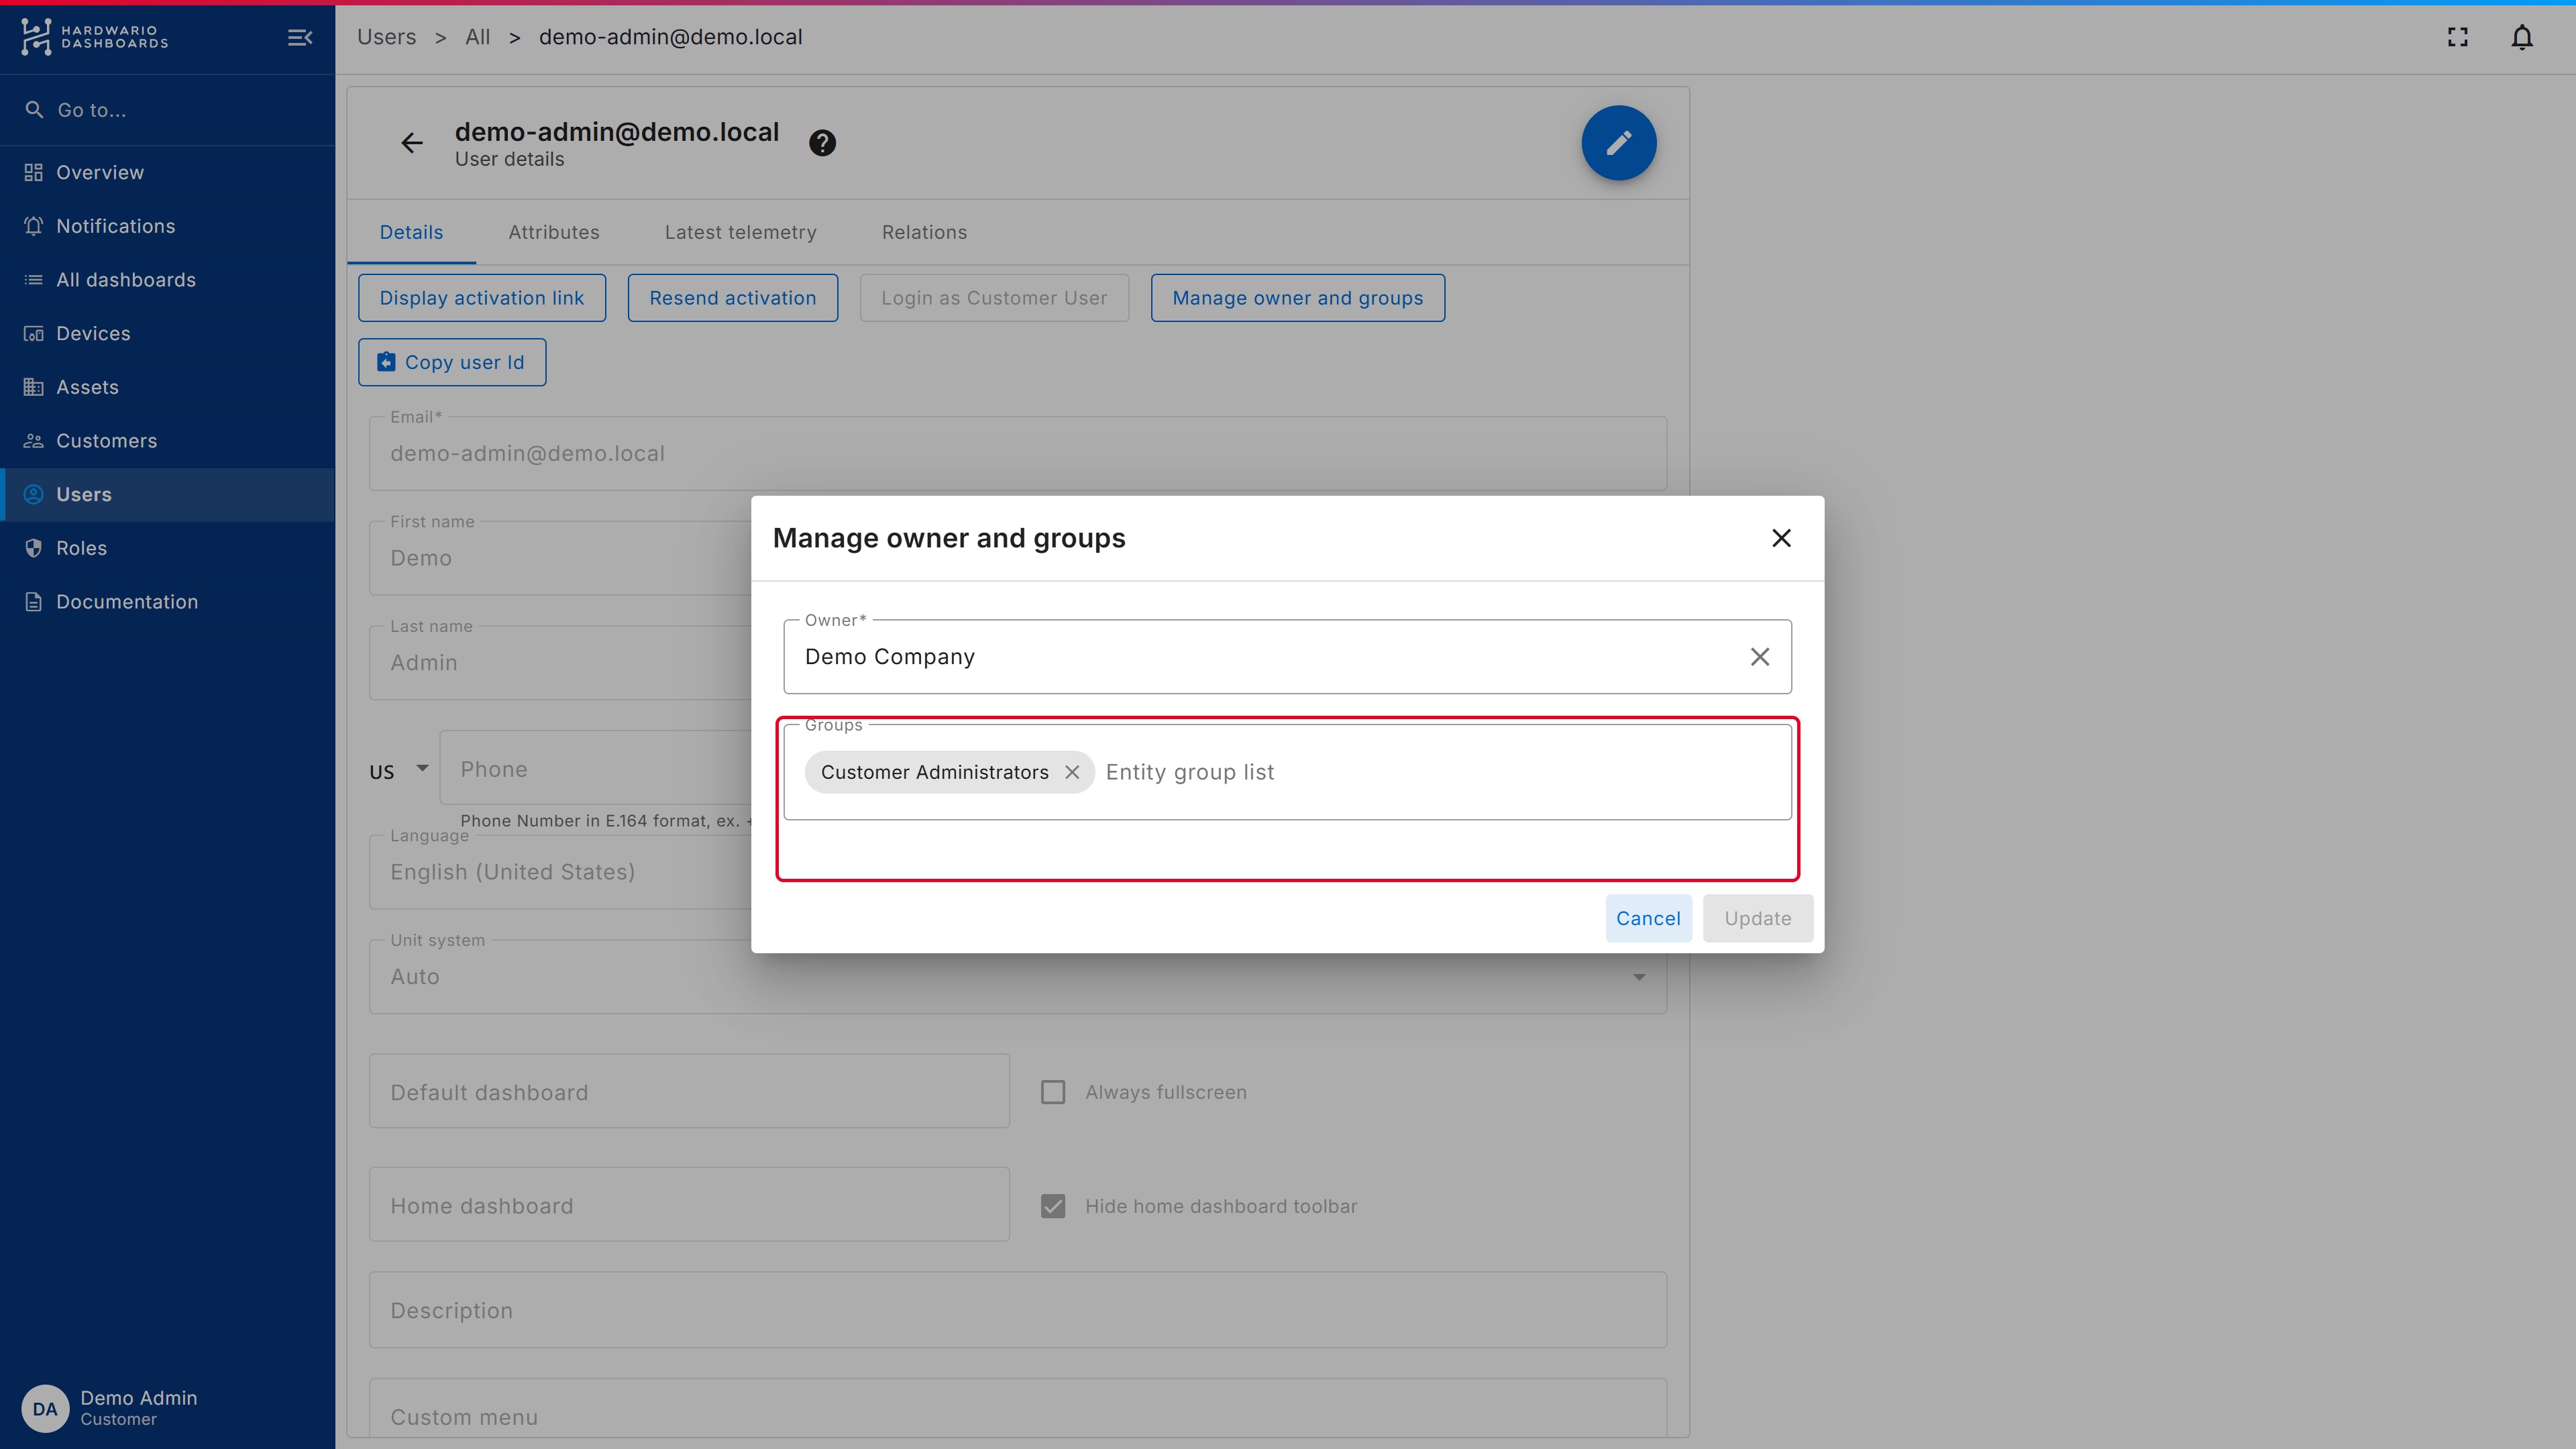 HARDWARIO
DASHBOARDS
Users > All > demo-admin@demo.local
Go to...
Overview
Notifications
All dashboards
Devices
Assets
Customers
Users
Roles
Documentation
DA
Demo Admin
Customer
demo-admin@demo.local
User details
Details
Attributes
Latest telemetry
Relations
Display activation link
Resend activation
Login as Customer User
Manage owner and groups
Copy user Id
Email*
demo-admin@demo.local
First name
Demo
Last name
Admin
US
Phone
Phone Number in E.164 format, ex. +
Language
English (United States)
Unit system
Auto
Default dashboard
Always fullscreen
Home dashboard
Hide home dashboard toolbar
Description
Custom menu
Manage owner and groups
Owner*
Demo Company
Groups
Customer Administrators
Entity group list
Cancel
Update